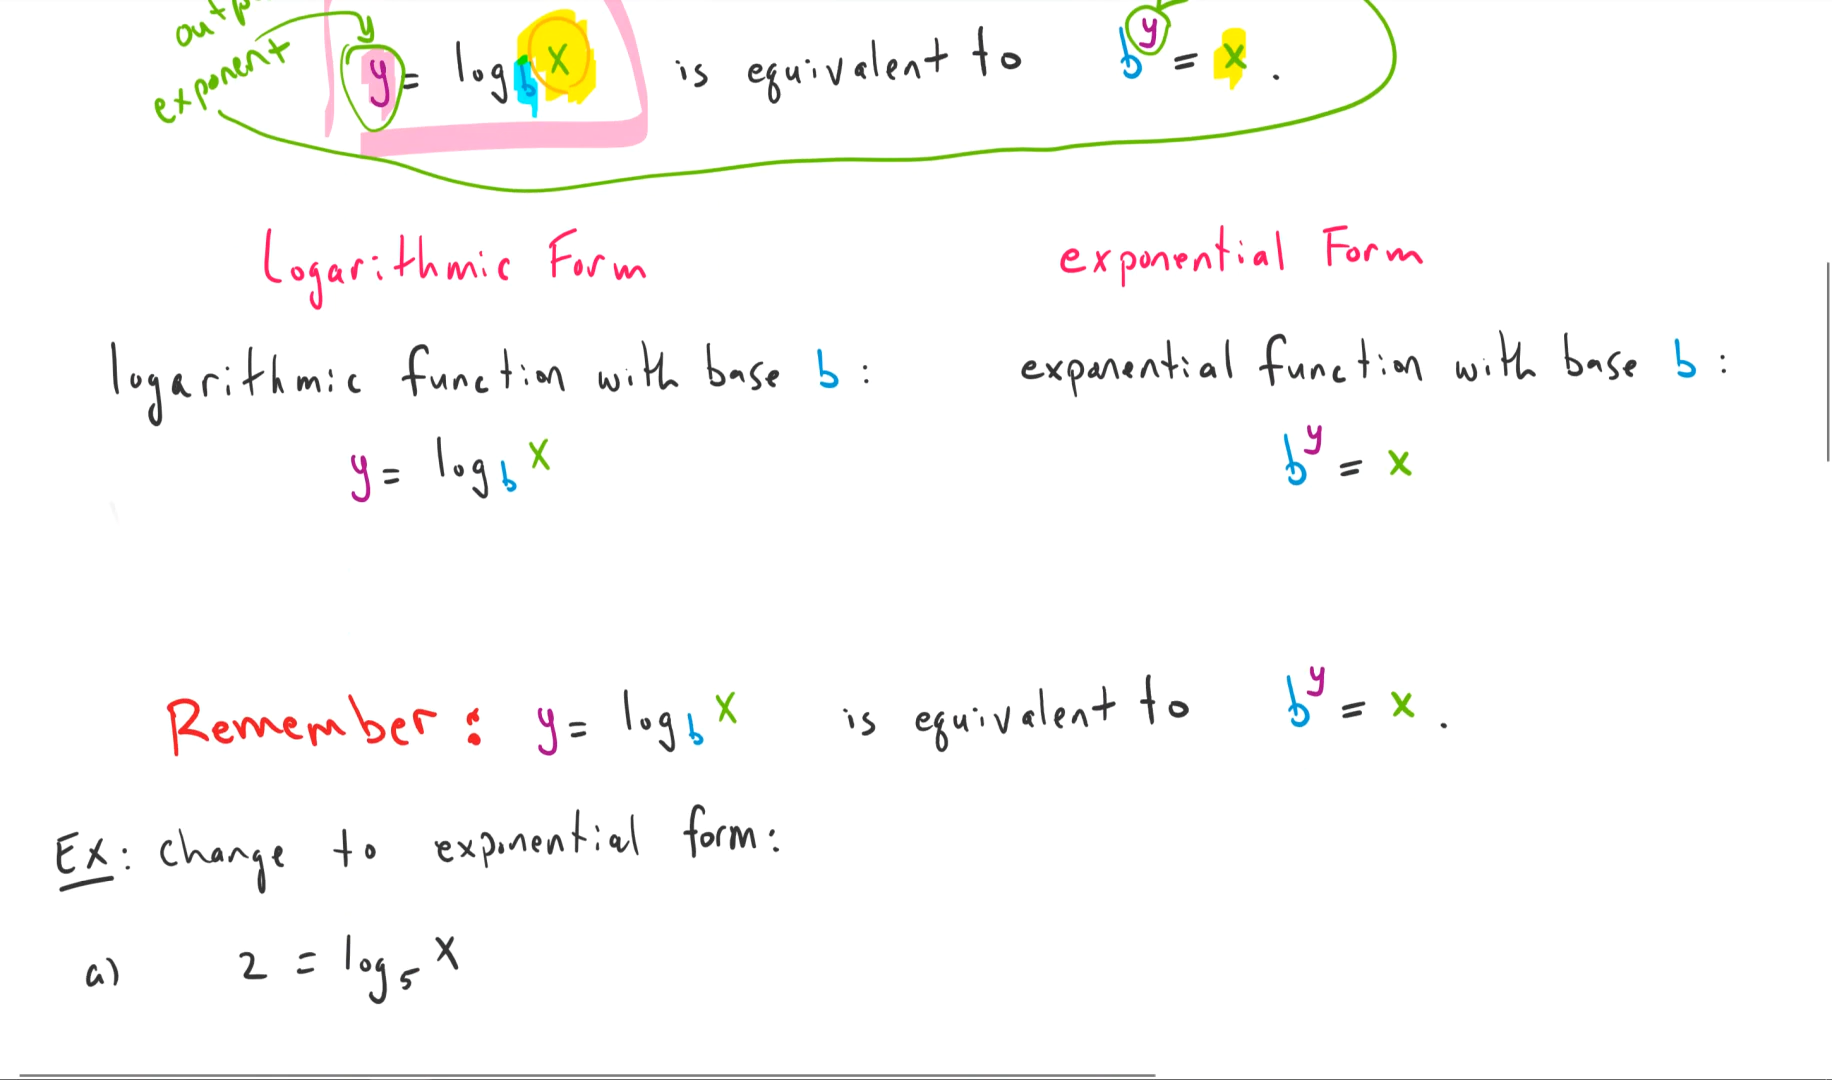 exponent
y = log_b x is equivalent to b^y = x .
Logarithmic Form exponential Form
logarithmic function with base b : exponential function with base b :
y = log_b x b^y = x
Remember : y = log_b x is equivalent to b^y = x .
Ex: change to exponential form:
a) 2 = log_5 x